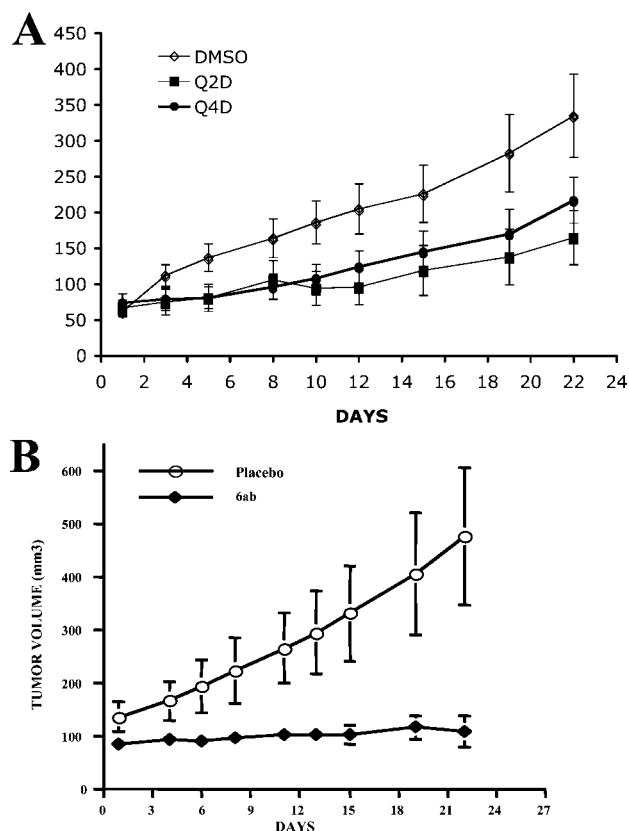 A
450
DMSO
400
Q2D
350
Q4D
300
250
200
150
100
50
0
0 2 4 6 8 10 12 14 16 18 20 22 24
DAYS
B
600
Placebo
6ab
500
400
300
200
100
0
TUMOR VOLUME (mm3)
0 3 6 9 11 15 18 21 24 27
DAYS